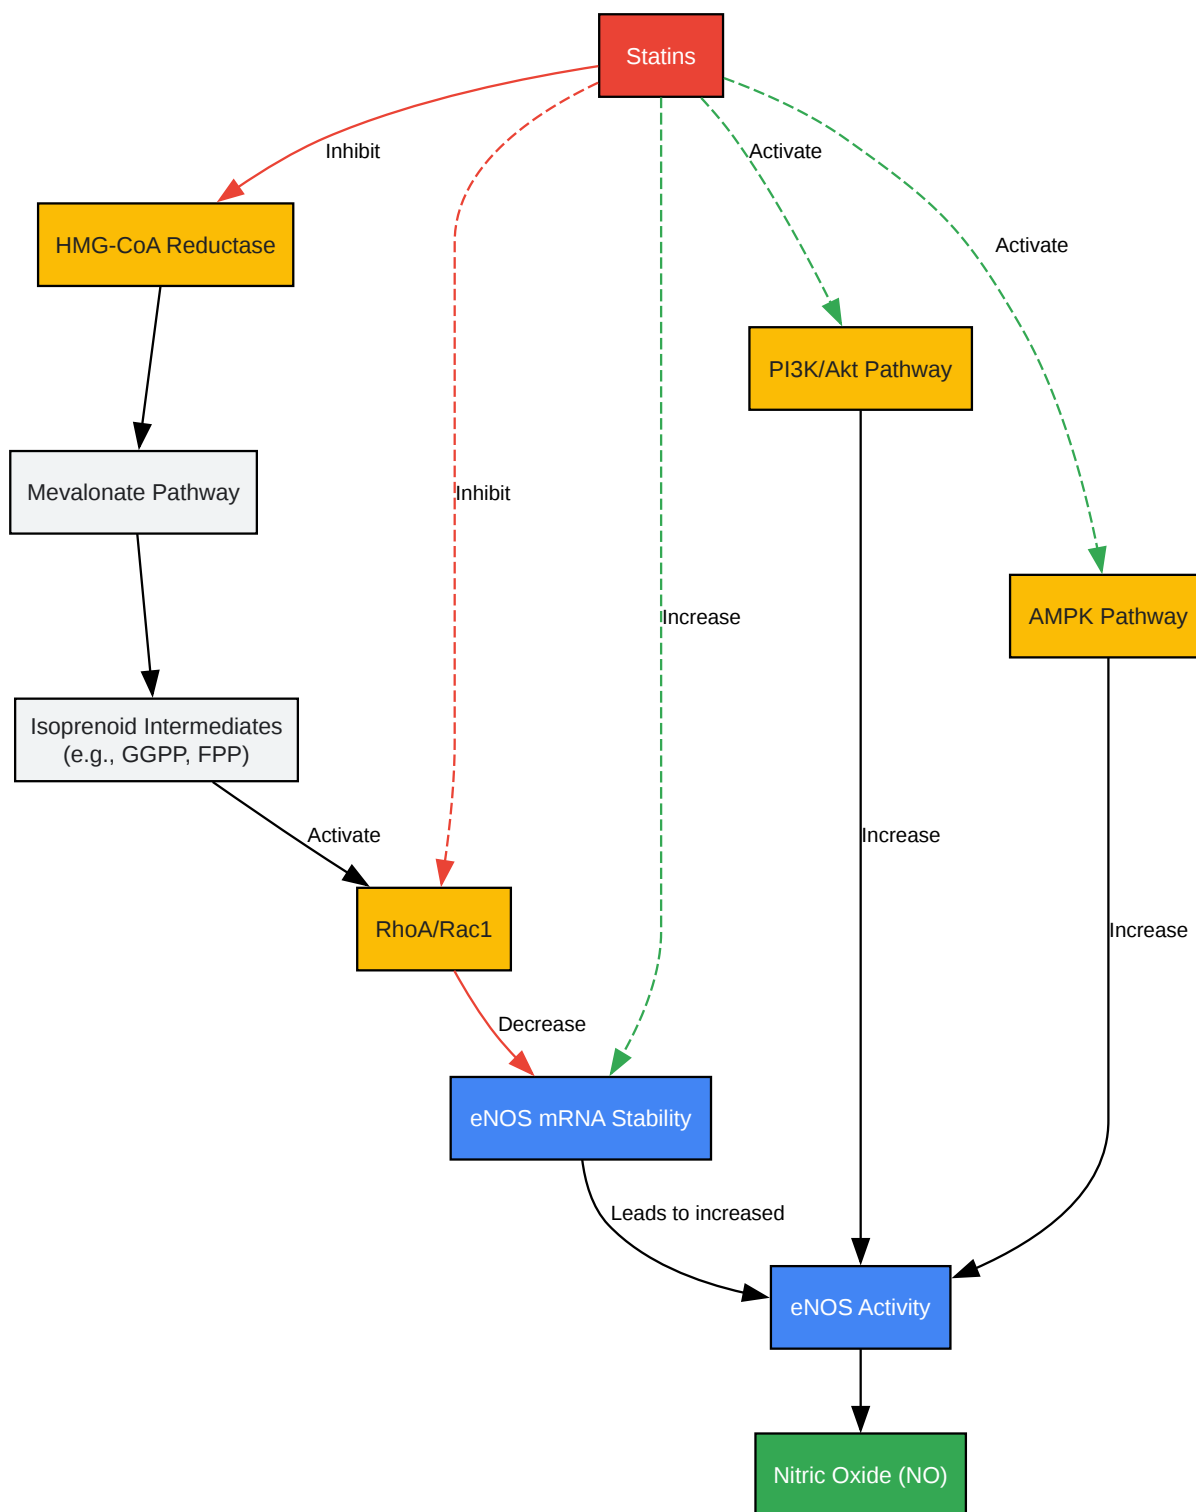 Statins
Inhibit
Activate
HMG-CoA Reductase
Activate
PI3K/Akt Pathway
Mevalonate Pathway
Inhibit
Increase
AMPK Pathway
Isoprenoid Intermediates
(e.g., GGPP, FPP)
Activate
Increase
RhoA/Rac1
Increase
Decrease
eNOS mRNA Stability
Leads to increased
eNOS Activity
Nitric Oxide (NO)